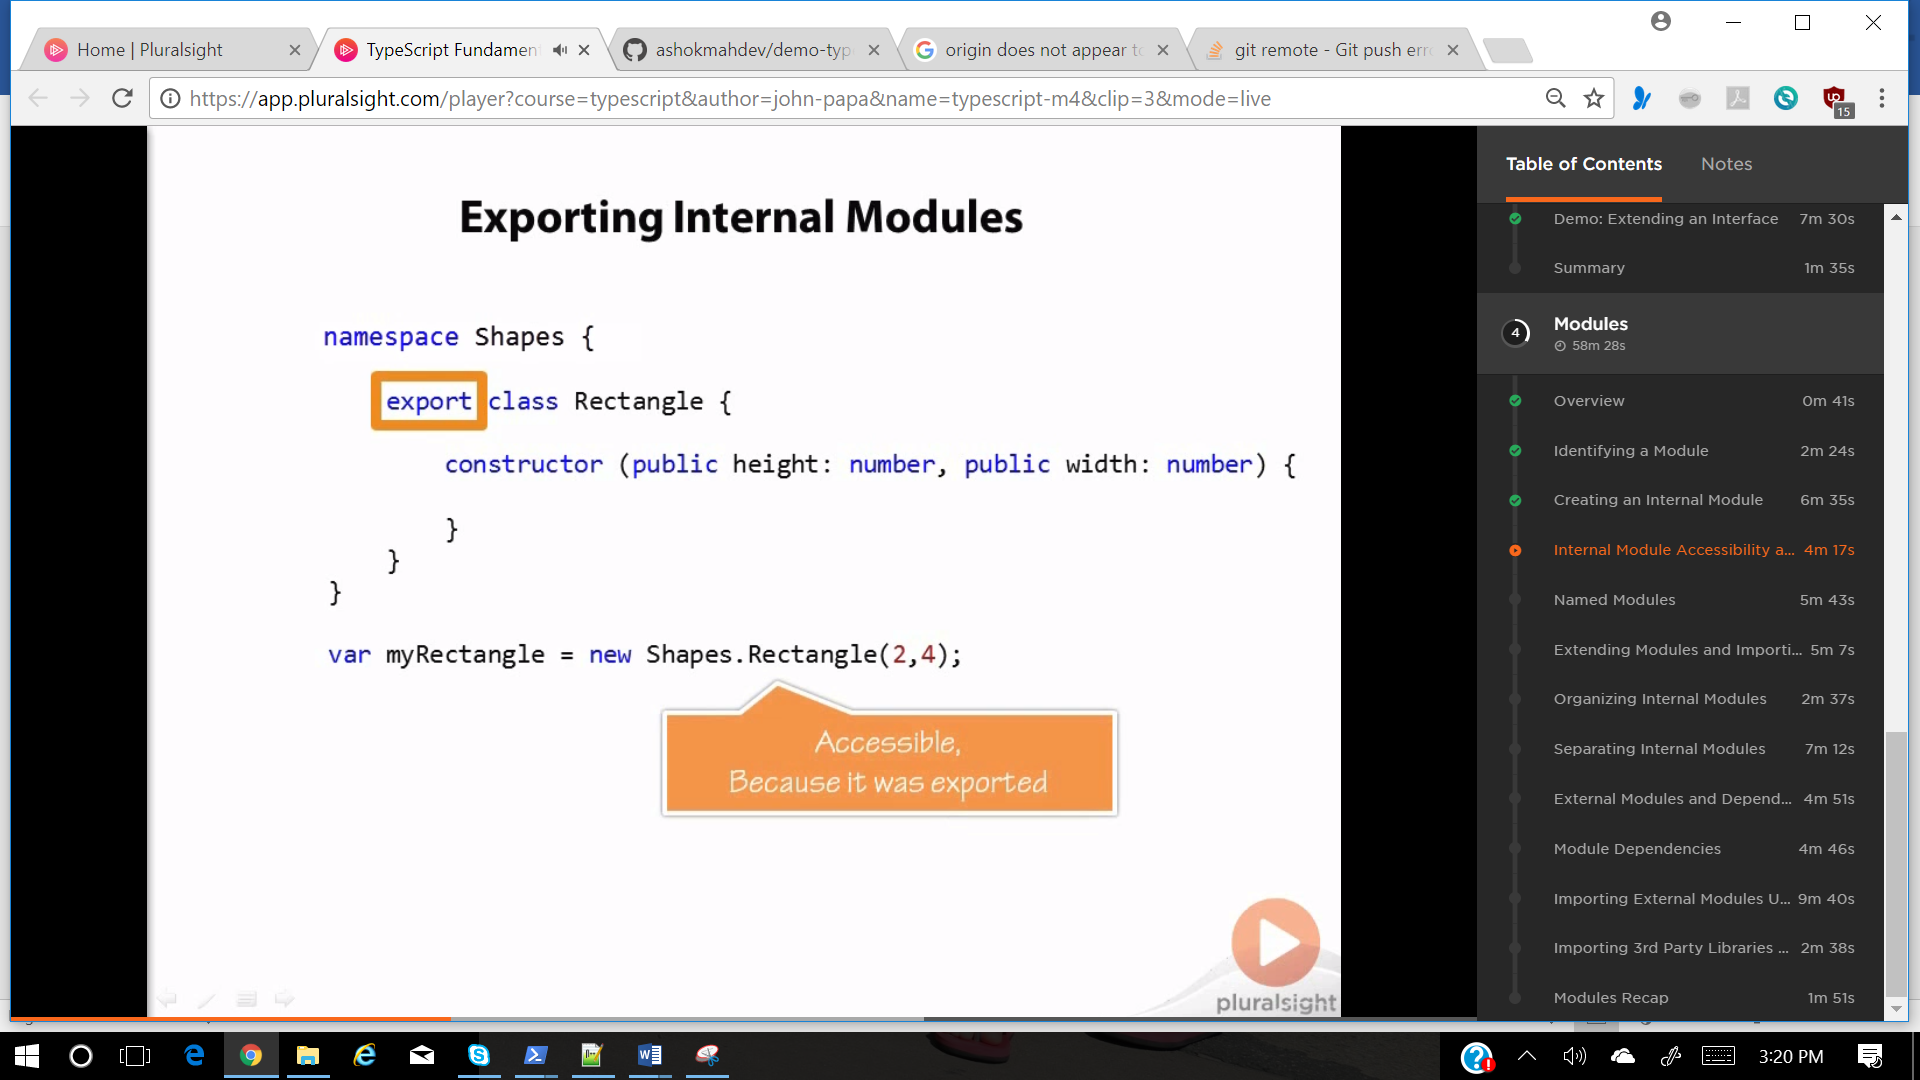 Home | Pluralsight
TypeScript Fundamen
ashokmahdev/demo-typ
origin does not appear to
git remote - Git push erro
https://app.pluralsight.com/player?course=typescript&author=john-papa&name=typescript-m4&clip=3&mode=live
15
Exporting Internal Modules
namespace Shapes {
export class Rectangle {
constructor (public height: number, public width: number) {
}
}
}
var myRectangle = new Shapes.Rectangle(2,4);
Accessible,
Because it was exported
pluralsight
Table of Contents
Notes
Demo: Extending an Interface 7m 30s
Summary 1m 35s
4
Modules
58m 28s
Overview 0m 41s
Identifying a Module 2m 24s
Creating an Internal Module 6m 35s
Internal Module Accessibility a... 4m 17s
Named Modules 5m 43s
Extending Modules and Importi... 5m 7s
Organizing Internal Modules 2m 37s
Separating Internal Modules 7m 12s
External Modules and Depend... 4m 51s
Module Dependencies 4m 46s
Importing External Modules U... 9m 40s
Importing 3rd Party Libraries ... 2m 38s
Modules Recap 1m 51s
3:20 PM